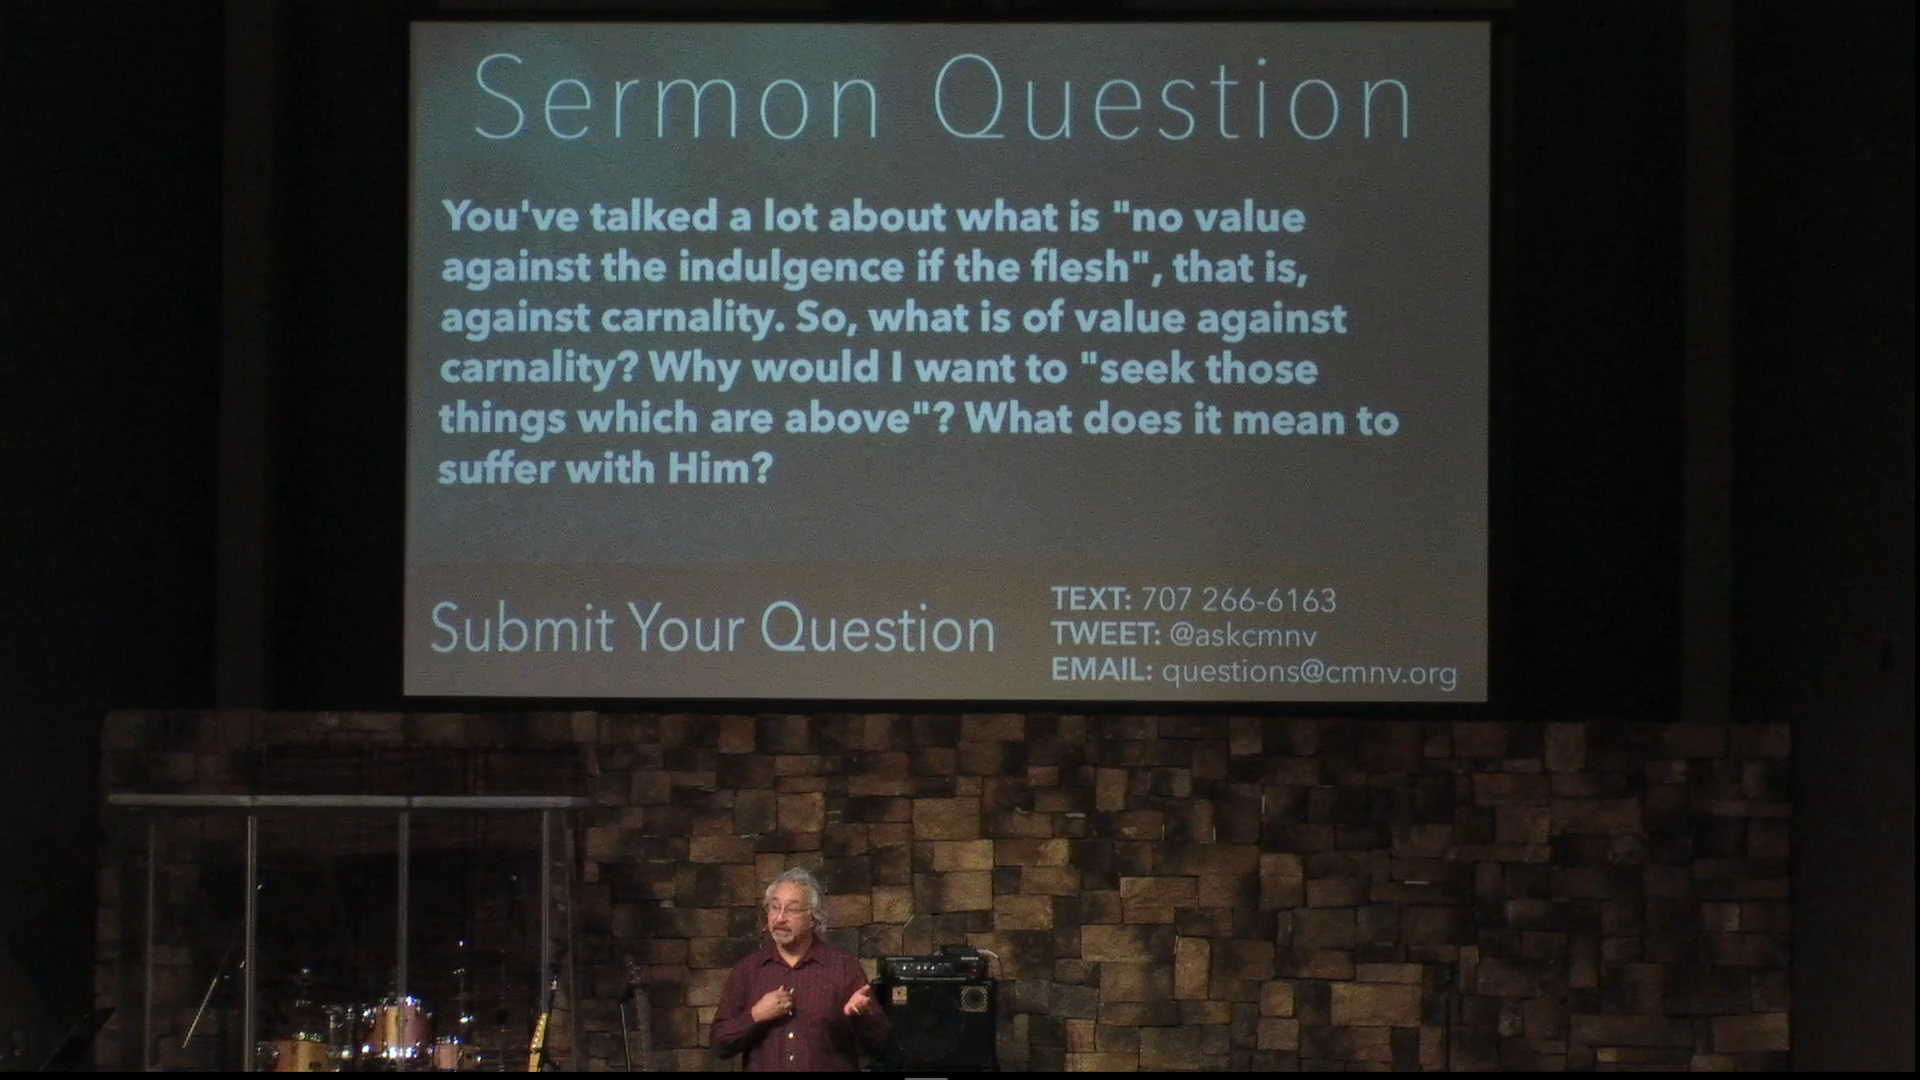 Sermon Question
You've talked a lot about what is "no value
against the indulgence if the flesh", that is,
against carnality. So, what is of value against
carnality? Why would I want to "seek those
things which are above"? What does it mean to
suffer with Him?
Submit Your Question
TEXT: 707 266-6163
TWEET: @askcmnv
EMAIL: questions@cmnv.org